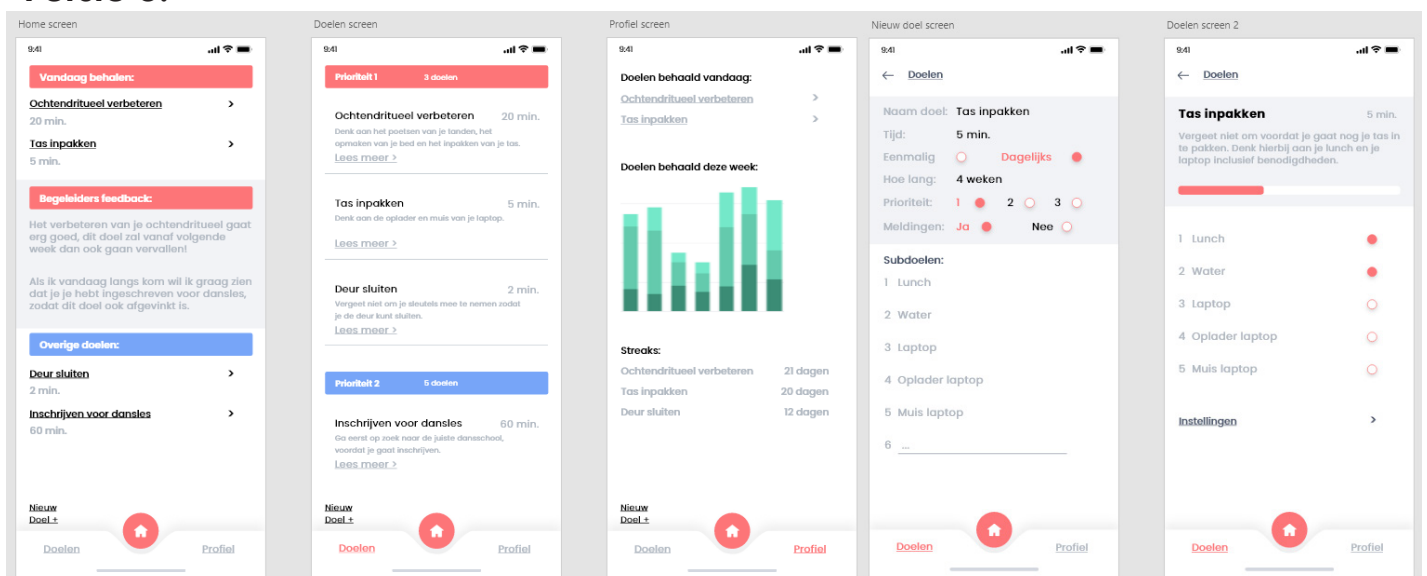 Home screen
9:41
Vandaag behalen:
Ochtendritueel verbeteren >
20 min.
Tas inpakken >
5 min.
Begeleiders feedback:
Het verbeteren van je ochtendritueel gaat
erg goed, dit doel zal vanaf volgende
week dan ook gaan vervallen!
Als ik vandaag langs kom wil ik graag zien
dat je je hebt ingeschreven voor dansles,
zodat dit doel ook afgevinkt is.
Overige doelen:
Deur sluiten >
2 min.
Inschrijven voor dansles >
60 min.
Nieuw
Doel +
Doelen Profiel
Doelen screen
9:41
Prioriteit 1 3 doelen
Ochtendritueel verbeteren 20 min.
Denk aan het poetsen van je tanden, het
opmaken van je bed en het inpakken van je tas.
Lees meer >
Tas inpakken 5 min.
Denk aan de oplader en muis van je laptop.
Lees meer >
Deur sluiten 2 min.
Vergeet niet om je sleutels mee te nemen zodat
je de deur kunt sluiten.
Lees meer >
Prioriteit 2 5 doelen
Inschrijven voor dansles 60 min.
Ga eerst op zoek naar de juiste dansschool,
voordat je gaat inschrijven.
Lees meer >
Nieuw
Doel +
Doelen Profiel
Profiel screen
9:41
Doelen behaald vandaag:
Ochtendritueel verbeteren >
Tas inpakken >
Doelen behaald deze week:
Streaks:
Ochtendritueel verbeteren 21 dagen
Tas inpakken 20 dagen
Deur sluiten 12 dagen
Nieuw
Doel +
Doelen Profiel
Nieuw doel screen
9:41
← Doelen
Naam doel: Tas inpakken
Tijd: 5 min.
Eenmalig Dagelijks
Hoe lang: 4 weken
Prioriteit: 1 2 3
Meldingen: Ja Nee
Subdoelen:
1 Lunch
2 Water
3 Laptop
4 Oplader laptop
5 Muis laptop
6 ...
Doelen Profiel
Doelen screen 2
9:41
← Doelen
Tas inpakken 5 min.
Vergeet niet om voordat je gaat nog je tas in
te pakken. Denk hierbij aan je lunch en je
laptop inclusief benodigdheden.
1 Lunch
2 Water
3 Laptop
4 Oplader laptop
5 Muis laptop
Instellingen >
Doelen Profiel